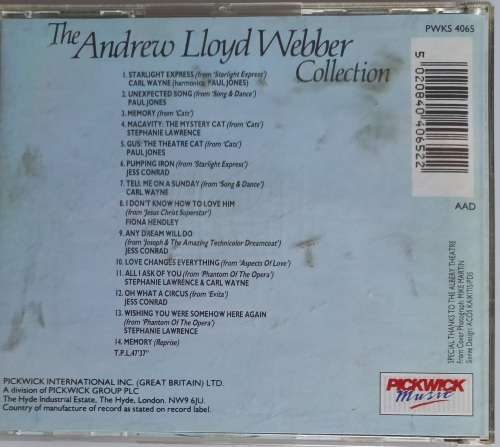 The Andrew Lloyd Webber
Collection
PWKS 4065
5 020840 406522
AAD
1. STARLIGHT EXPRESS (from 'Starlight Express')
CARL WAYNE (harmonica PAUL JONES)
2. UNEXPECTED SONG (from 'Song & Dance')
PAUL JONES
3. MEMORY (from 'Cats')
4. MACAVITY: THE MYSTERY CAT (from 'Cats')
STEPHANIE LAWRENCE
5. GUS: THE THEATRE CAT (from 'Cats')
PAUL JONES
6. PUMPING IRON (from 'Starlight Express')
JESS CONRAD
7. TELL ME ON A SUNDAY (from 'Song & Dance')
CARL WAYNE
8. I DON'T KNOW HOW TO LOVE HIM
(from 'Jesus Christ Superstar')
FIONA HENDLEY
9. ANY DREAM WILL DO
(from 'Joseph & The Amazing Technicolor Dreamcoat')
JESS CONRAD
10. LOVE CHANGES EVERYTHING (from 'Aspects Of Love')
11. ALL I ASK OF YOU (from 'Phantom Of The Opera')
STEPHANIE LAWRENCE & CARL WAYNE
12. OH WHAT A CIRCUS (from 'Evita')
JESS CONRAD
13. WISHING YOU WERE SOMEHOW HERE AGAIN
(from 'Phantom Of The Opera')
STEPHANIE LAWRENCE
14. MEMORY (Reprise)
T.P.L.47'37"
SPECIAL THANKS TO THE ALBERY THEATRE
Front Cover Photograph: MIKE MARTIN
PICKWICK INTERNATIONAL INC. (GREAT BRITAIN) LTD.
A division of PICKWICK GROUP PLC
The Hyde Industrial Estate, The Hyde, London. NW9 6JU.
Country of manufacture of record as stated on record label.
PICKWICK
Music